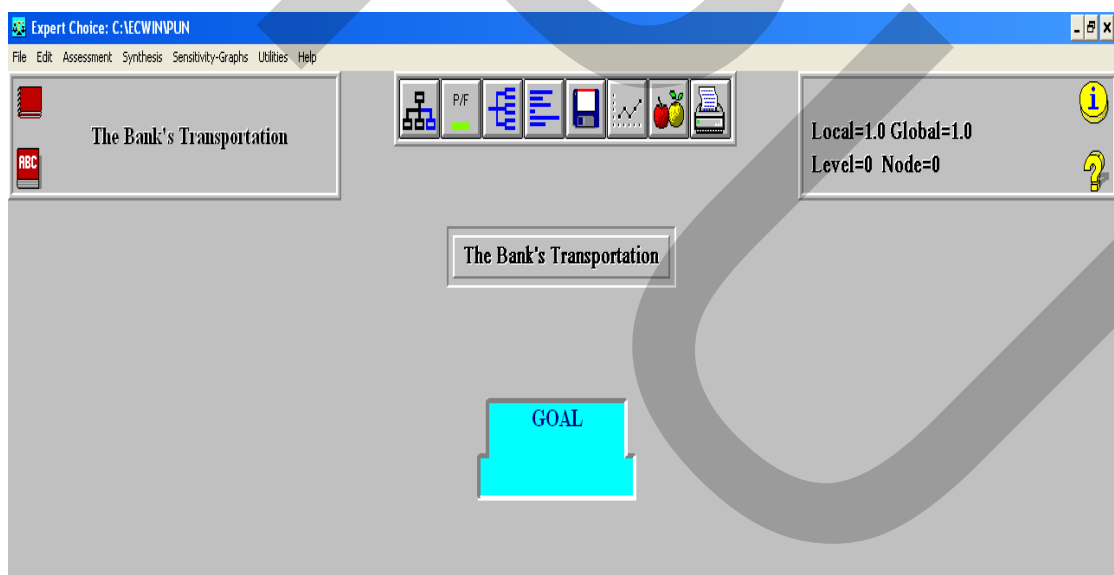 Expert Choice: C:\ECWIN\PUN
File Edit Assessment Synthesis Sensitivity-Graphs Utilities Help
The Bank's Transportation
ABC
P/F
Local=1.0 Global=1.0
Level=0 Node=0
i
?
The Bank's Transportation
GOAL